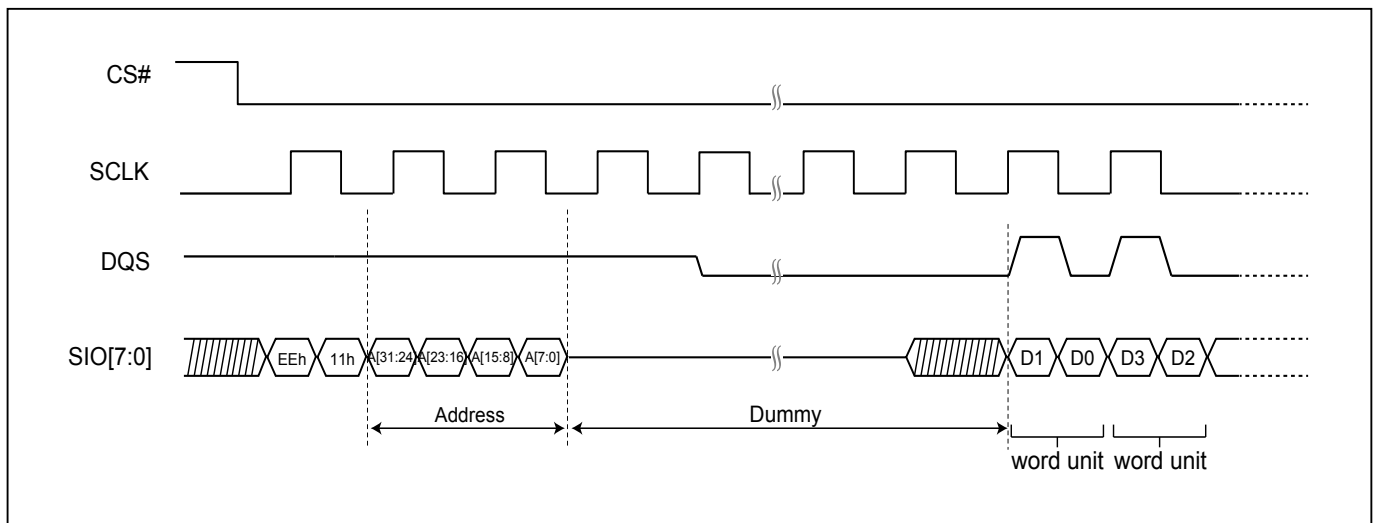 CS#
SCLK
DQS
SIO[7:0] EEh 11h A[31:24] A[23:16] A[15:8] A[7:0] D1 D0 D3 D2
Address Dummy
word unit word unit